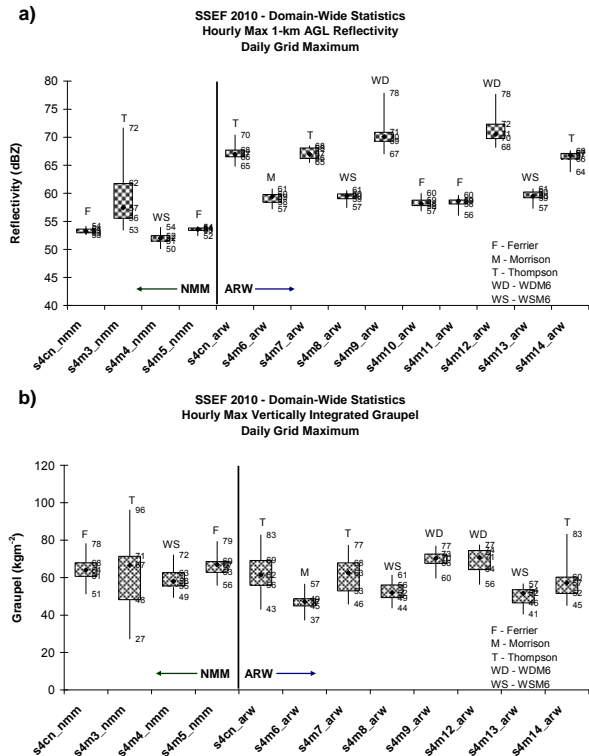 a)
SSEF 2010 - Domain-Wide Statistics
Hourly Max 1-km AGL Reflectivity
Daily Grid Maximum
Reflectivity (dBZ)
80
75
70
65
60
55
50
45
40
F
T
72
62
57
56
53
WS
54
50
F
52
T
70
65
M
61
57
T
68
65
WS
61
57
WD
78
71
67
F
60
57
F
60
56
WD
78
72
70
68
WS
61
57
T
64
NMM
ARW
F - Ferrier
M - Morrison
T - Thompson
WD - WDM6
WS - WSM6
s4cn_nmm
s4m3_nmm
s4m4_nmm
s4m5_nmm
s4cn_arw
s4m6_arw
s4m7_arw
s4m8_arw
s4m9_arw
s4m10_arw
s4m11_arw
s4m12_arw
s4m13_arw
s4m14_arw
b)
SSEF 2010 - Domain-Wide Statistics
Hourly Max Vertically Integrated Graupel
Daily Grid Maximum
Graupel (kgm-2)
120
100
80
60
40
20
0
F
78
51
T
96
71
67
48
27
WS
72
63
49
F
79
56
T
83
69
62
56
43
M
57
37
T
77
68
63
53
46
WS
61
44
WD
77
60
WD
77
64
56
WS
57
46
41
T
83
60
52
45
NMM
ARW
F - Ferrier
M - Morrison
T - Thompson
WD - WDM6
WS - WSM6
s4cn_nmm
s4m3_nmm
s4m4_nmm
s4m5_nmm
s4cn_arw
s4m6_arw
s4m7_arw
s4m8_arw
s4m9_arw
s4m12_arw
s4m13_arw
s4m14_arw